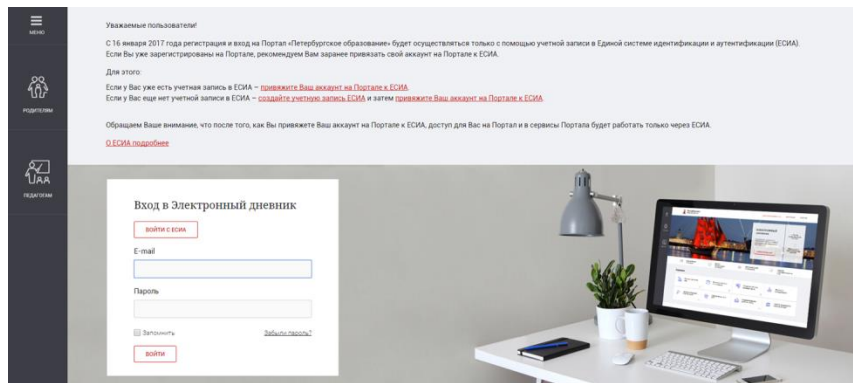 МЕНЮ
РОДИТЕЛЯМ
ПЕДАГОГАМ
Уважаемые пользователи!
С 16 января 2017 года регистрация и вход на Портал «Петербургское образование» будет осуществляться только с помощью учетной записи в Единой системе идентификации и аутентификации (ЕСИА).
Если Вы уже зарегистрированы на Портале, рекомендуем Вам заранее привязать свой аккаунт на Портале к ЕСИА.
Для этого:
Если у Вас уже есть учетная запись в ЕСИА – привяжите Ваш аккаунт на Портале к ЕСИА.
Если у Вас еще нет учетной записи в ЕСИА – создайте учетную запись ЕСИА и затем привяжите Ваш аккаунт на Портале к ЕСИА.
Обращаем Ваше внимание, что после того, как Вы привяжете Ваш аккаунт на Портале к ЕСИА, доступ для Вас на Портал и в сервисы Портала будет работать только через ЕСИА.
О ЕСИА подробнее
Вход в Электронный дневник
ВОЙТИ С ЕСИА
E-mail
Пароль
Запомнить
Забыли пароль?
ВОЙТИ